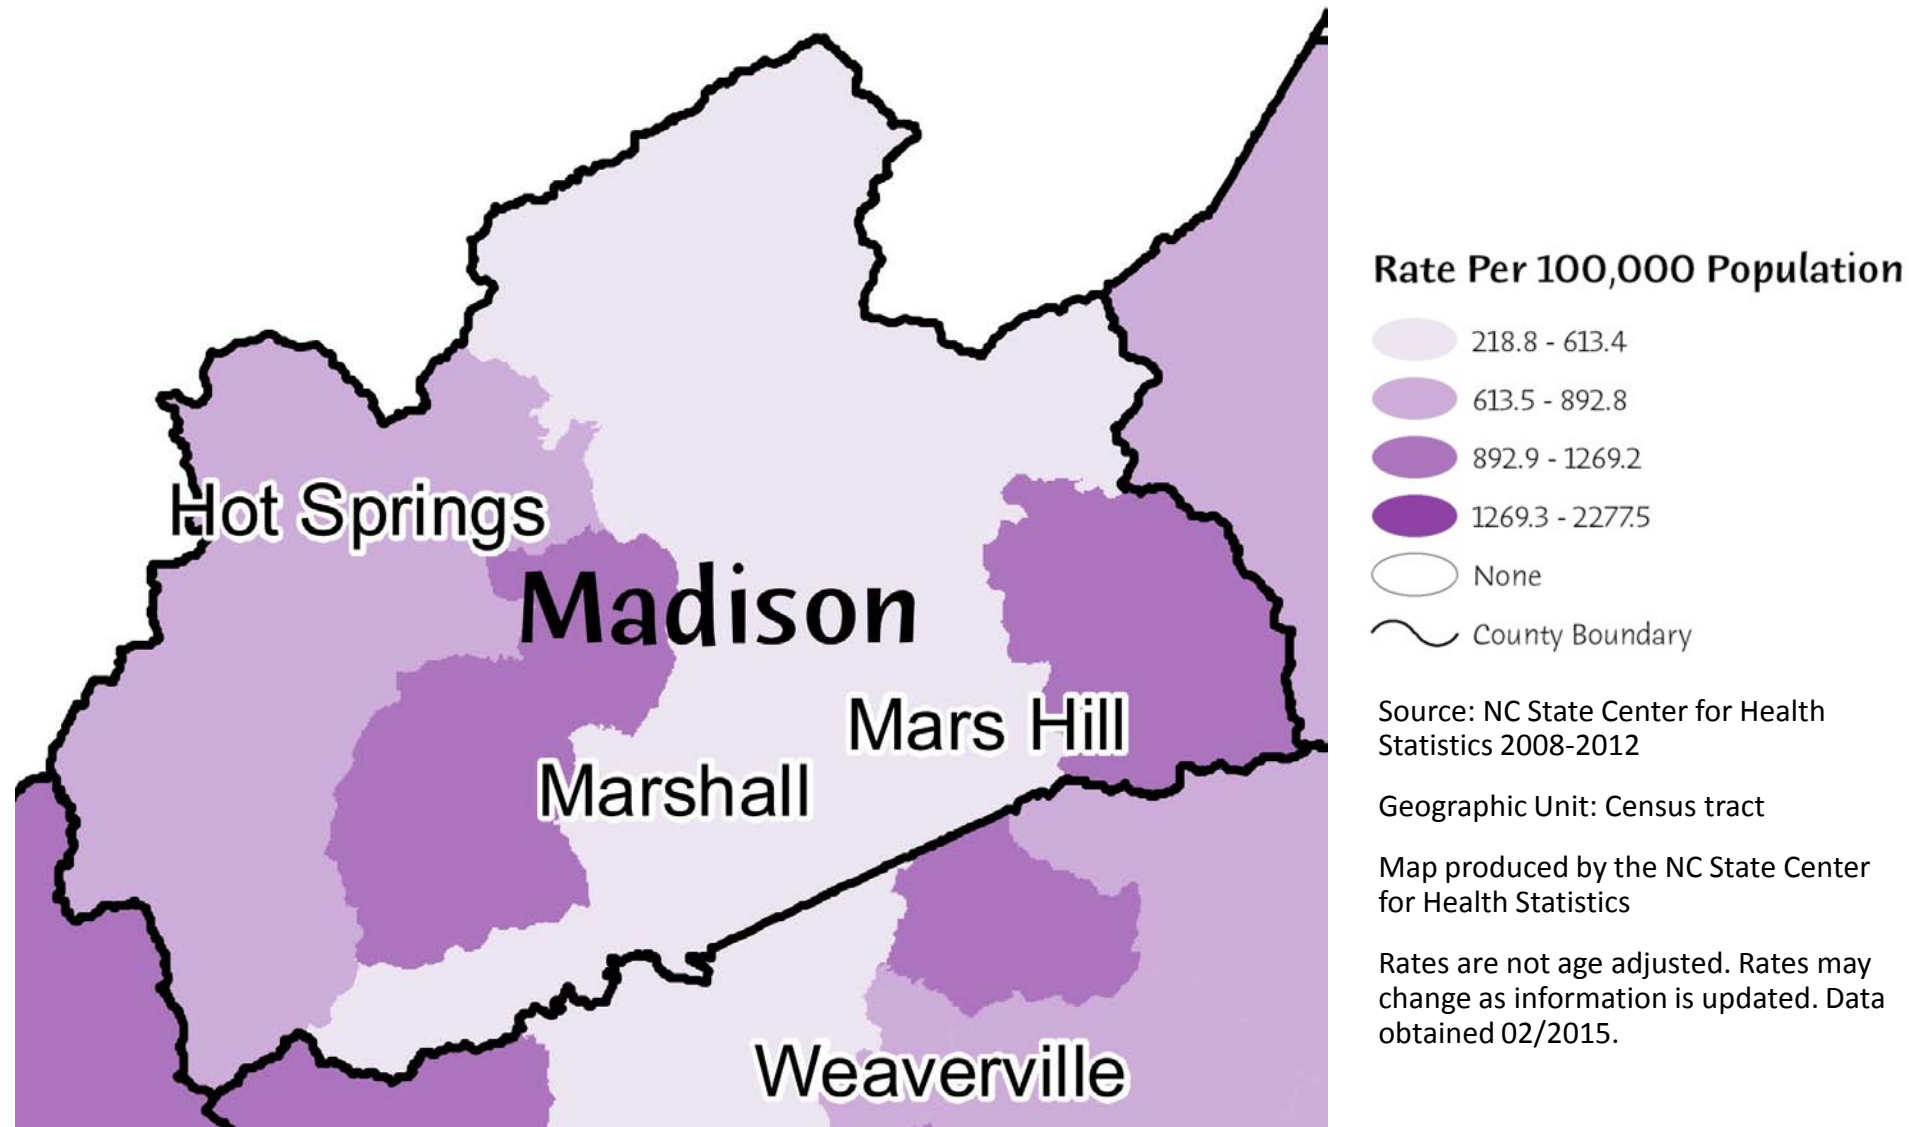 Hot Springs
Madison
Mars Hill
Marshall
Weaverville
Rate Per 100,000 Population
218.8 - 613.4
613.5 - 892.8
892.9 - 1269.2
1269.3 - 2277.5
None
County Boundary
Source: NC State Center for Health
Statistics 2008-2012
Geographic Unit: Census tract
Map produced by the NC State Center
for Health Statistics
Rates are not age adjusted. Rates may
change as information is updated. Data
obtained 02/2015.